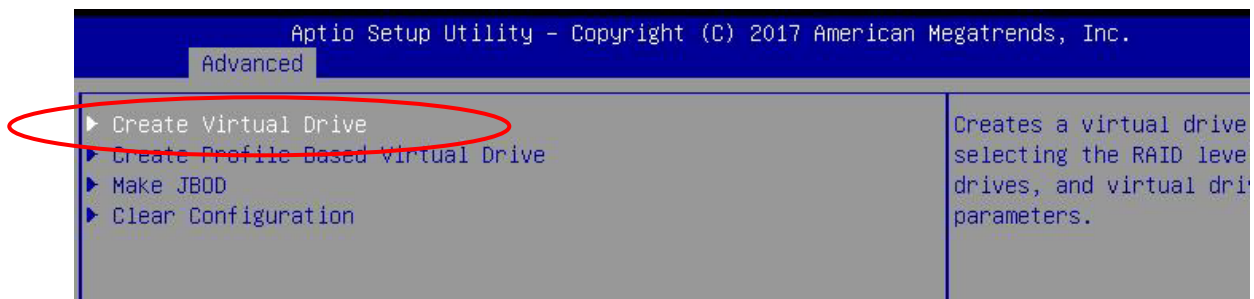 Aptio Setup Utility – Copyright (C) 2017 American Megatrends, Inc.
Advanced
Create Virtual Drive
Create Profile Based Virtual Drive
Make JBOD
Clear Configuration
Creates a virtual drive
selecting the RAID leve
drives, and virtual dri
parameters.